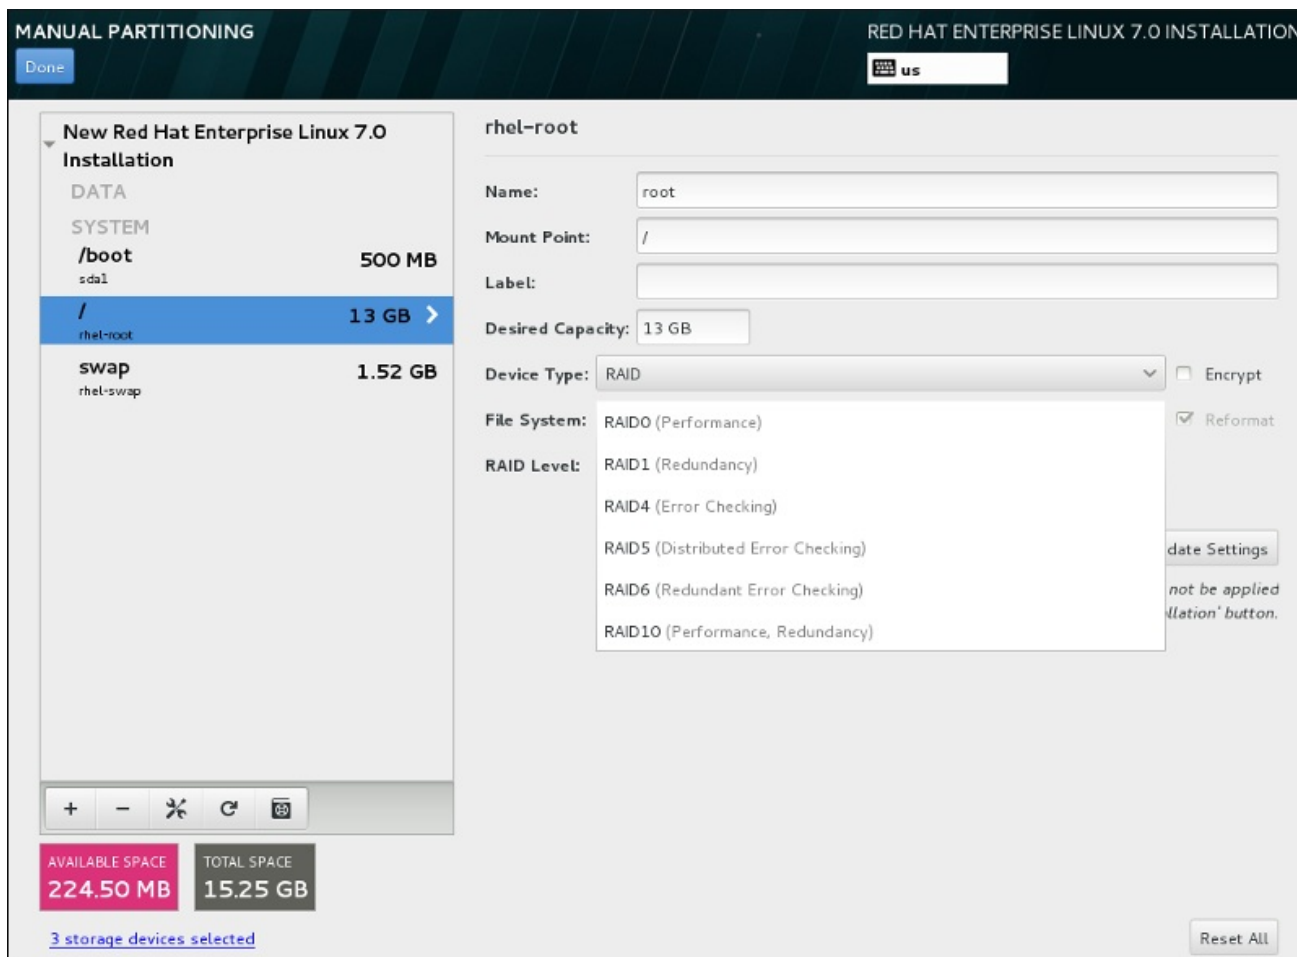 MANUAL PARTITIONING
RED HAT ENTERPRISE LINUX 7.0 INSTALLATION
Done
us
New Red Hat Enterprise Linux 7.0
Installation
DATA
SYSTEM
/boot
500 MB
sda1
/
13 GB
rhel-root
swap
1.52 GB
rhel-swap
AVAILABLE SPACE
224.50 MB
TOTAL SPACE
15.25 GB
3 storage devices selected
rhel-root
Name: root
Mount Point: /
Label:
Desired Capacity: 13 GB
Device Type: RAID
Encrypt
File System:
Reformat
RAID Level:
RAID0 (Performance)
RAID1 (Redundancy)
RAID4 (Error Checking)
RAID5 (Distributed Error Checking)
RAID6 (Redundant Error Checking)
RAID10 (Performance, Redundancy)
date Settings
not be applied
llation' button.
Reset All